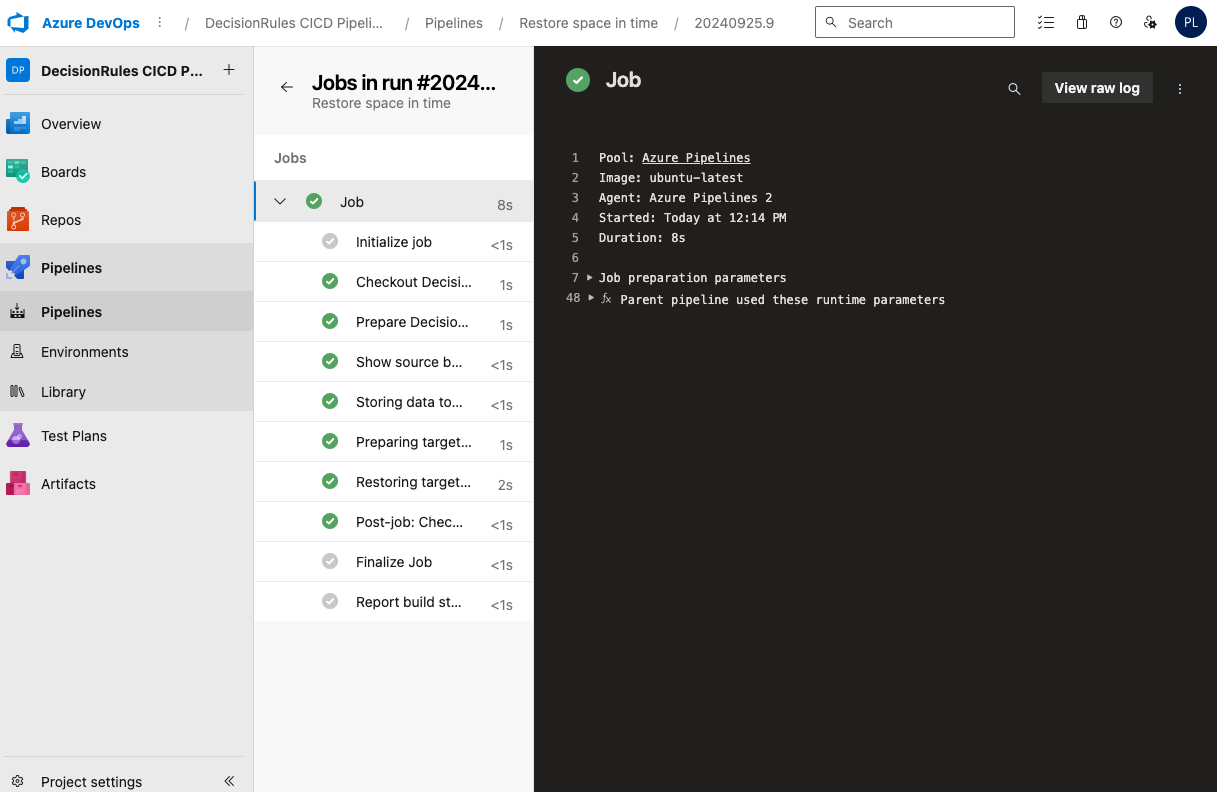 Azure DevOps / DecisionRules CICD Pipeli... / Pipelines / Restore space in time / 20240925.9 Search PL
DP DecisionRules CICD P... +
Overview
Boards
Repos
Pipelines
Pipelines
Environments
Library
Test Plans
Artifacts
Project settings
Jobs in run #2024...
Restore space in time
Jobs
Job 8s
Initialize job <1s
Checkout Decisi... 1s
Prepare Decisio... 1s
Show source b... <1s
Storing data to... <1s
Preparing target... 1s
Restoring target... 2s
Post-job: Chec... <1s
Finalize Job <1s
Report build st... <1s
Job
View raw log
1 Pool: Azure Pipelines
2 Image: ubuntu-latest
3 Agent: Azure Pipelines 2
4 Started: Today at 12:14 PM
5 Duration: 8s
6
7 Job preparation parameters
48 fx Parent pipeline used these runtime parameters